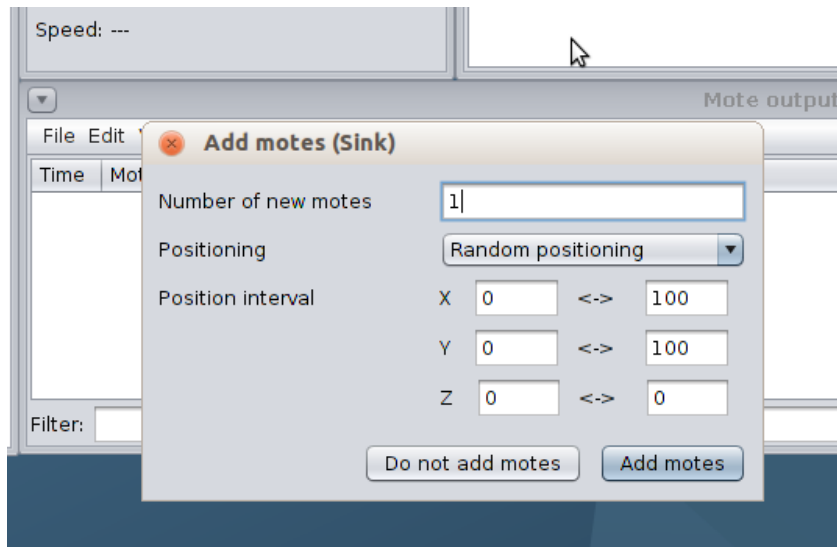 Speed: ---
Mote output
File Edit
Add motes (Sink)
Time
Number of new motes 1
Positioning Random positioning
Position interval X 0 <-> 100
Y 0 <-> 100
Z 0 <-> 0
Filter:
Do not add motes Add motes